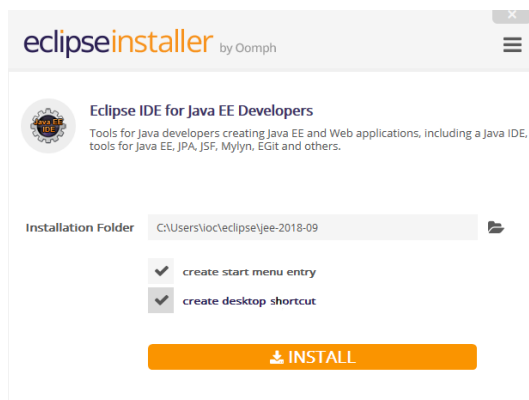 eclipseinstaller by Oomph
Java EE
IDE
Eclipse IDE for Java EE Developers
Tools for Java developers creating Java EE and Web applications, including a Java IDE,
tools for Java EE, JPA, JSF, Mylyn, EGit and others.
Installation Folder C:\Users\ioc\eclipse\jee-2018-09
create start menu entry
create desktop shortcut
INSTALL